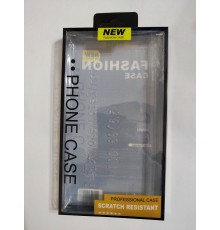 NEW
FASHION
CASE
PHONE CASE
PROFESSIONAL CASE
SCRATCH RESISTANT